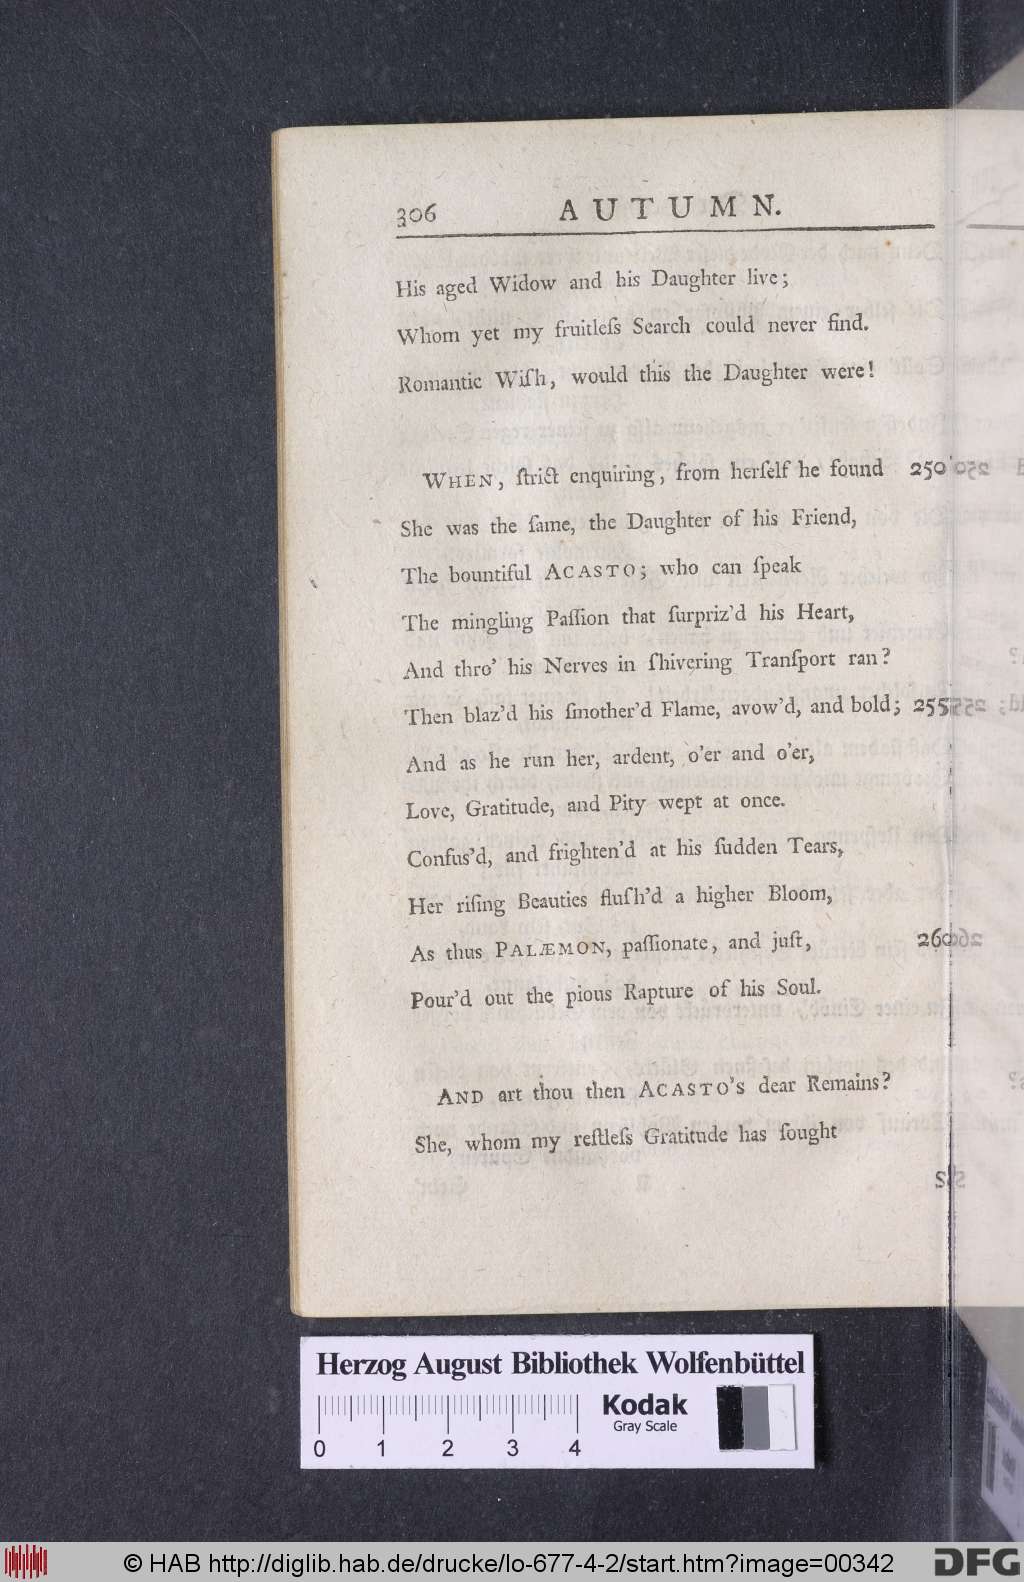 306 AUTUMN.
His aged Widow and his Daughter live;
Whom yet my fruitleſs Search could never find.
Romantic Wiſh, would this the Daughter were!
WHEN, ſtrict enquiring, from herſelf he found 250
She was the ſame, the Daughter of his Friend,
The bountiful ACASTO; who can ſpeak
The mingling Paſſion that ſurpriz'd his Heart,
And thro' his Nerves in ſhivering Tranſport ran?
Then blaz'd his ſmother'd Flame, avow'd, and bold; 255
And as he run her, ardent, o'er and o'er,
Love, Gratitude, and Pity wept at once.
Confus'd, and frighten'd at his ſudden Tears,
Her riſing Beauties fluſh'd a higher Bloom,
As thus PALÆMON, paſſionate, and juſt, 260
Pour'd out the pious Rapture of his Soul.
AND art thou then ACASTO'S dear Remains?
She, whom my reſtleſs Gratitude has ſought
Herzog August Bibliothek Wolfenbüttel
Kodak
Gray Scale
0 1 2 3 4
© HAB http://diglib.hab.de/drucke/lo-677-4-2/start.htm?image=00342
DFG